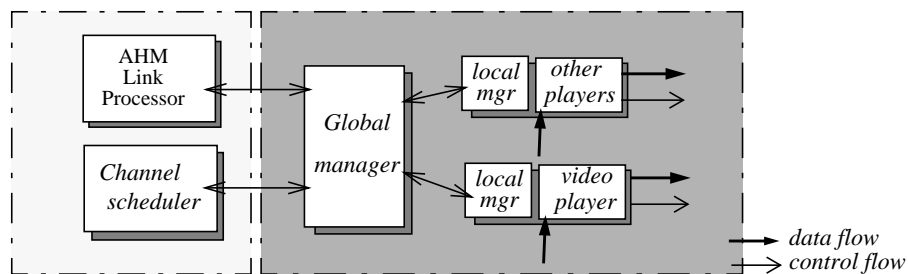 AHM
Link
Processor
Channel
scheduler
Global
manager
local
mgr
other
players
local
mgr
video
player
data flow
control flow